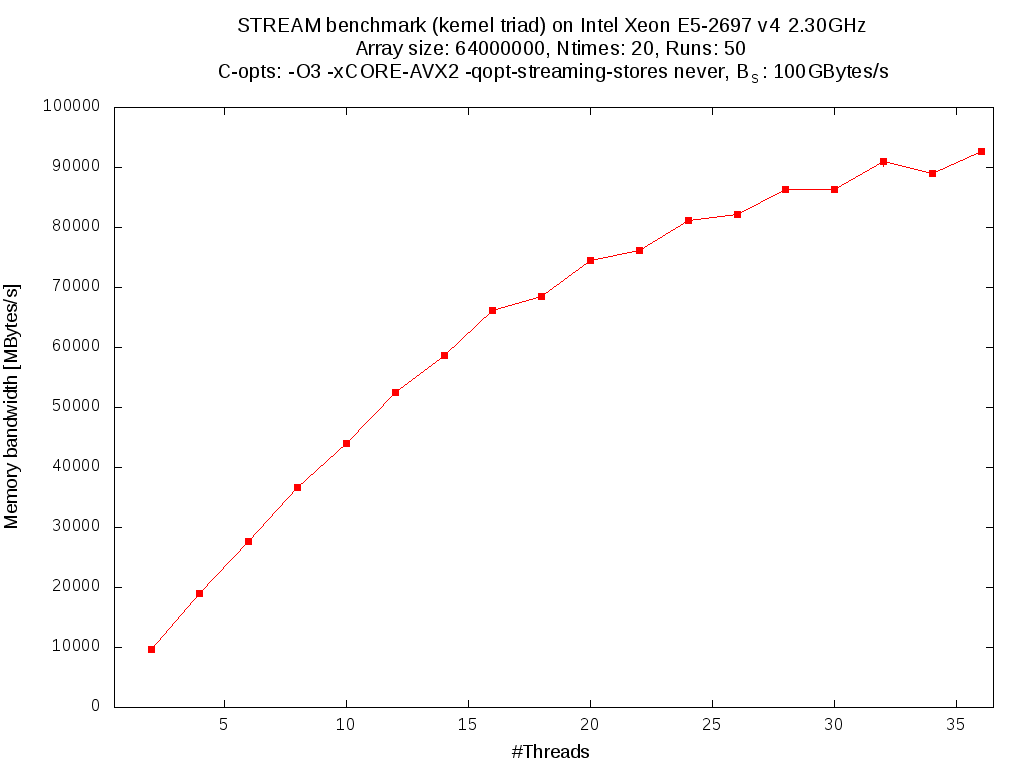 STREAM benchmark (kernel triad) on Intel Xeon E5-2697 v4 2.30GHz
Array size: 64000000, Ntimes: 20, Runs: 50
C-opts: -O3 -xCORE-AVX2 -qopt-streaming-stores never, BS: 100GBytes/s
100000
90000
80000
70000
60000
50000
40000
30000
20000
10000
0
Memory bandwidth [MBytes/s]
5 10 15 20 25 30 35
#Threads